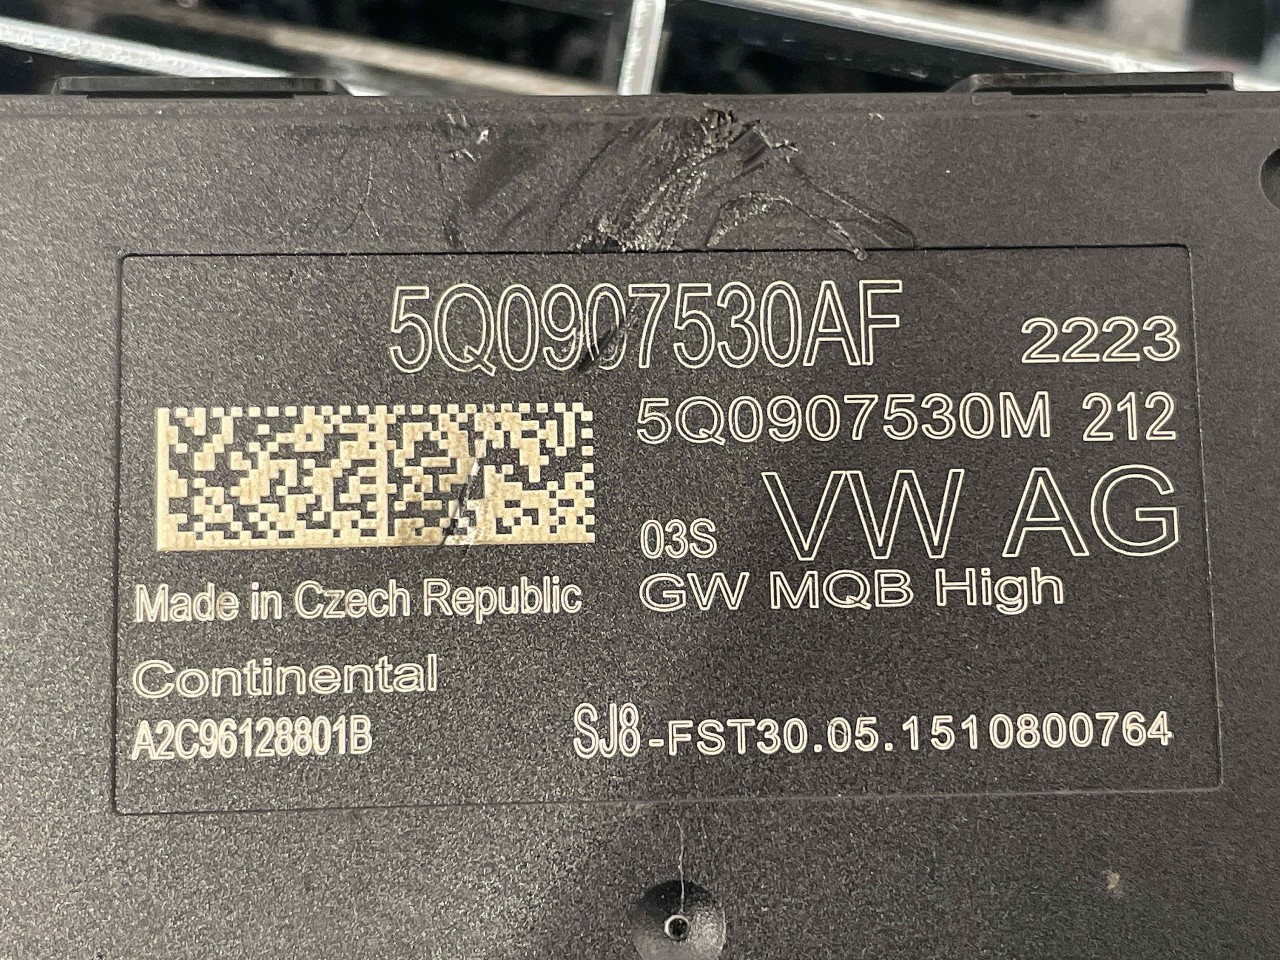 5Q0907530AF 2223
5Q0907530M 212
03S VW AG
GW MQB High
Made in Czech Republic
Continental
A2C96128801B
SJ8-FST30.05.1510800764